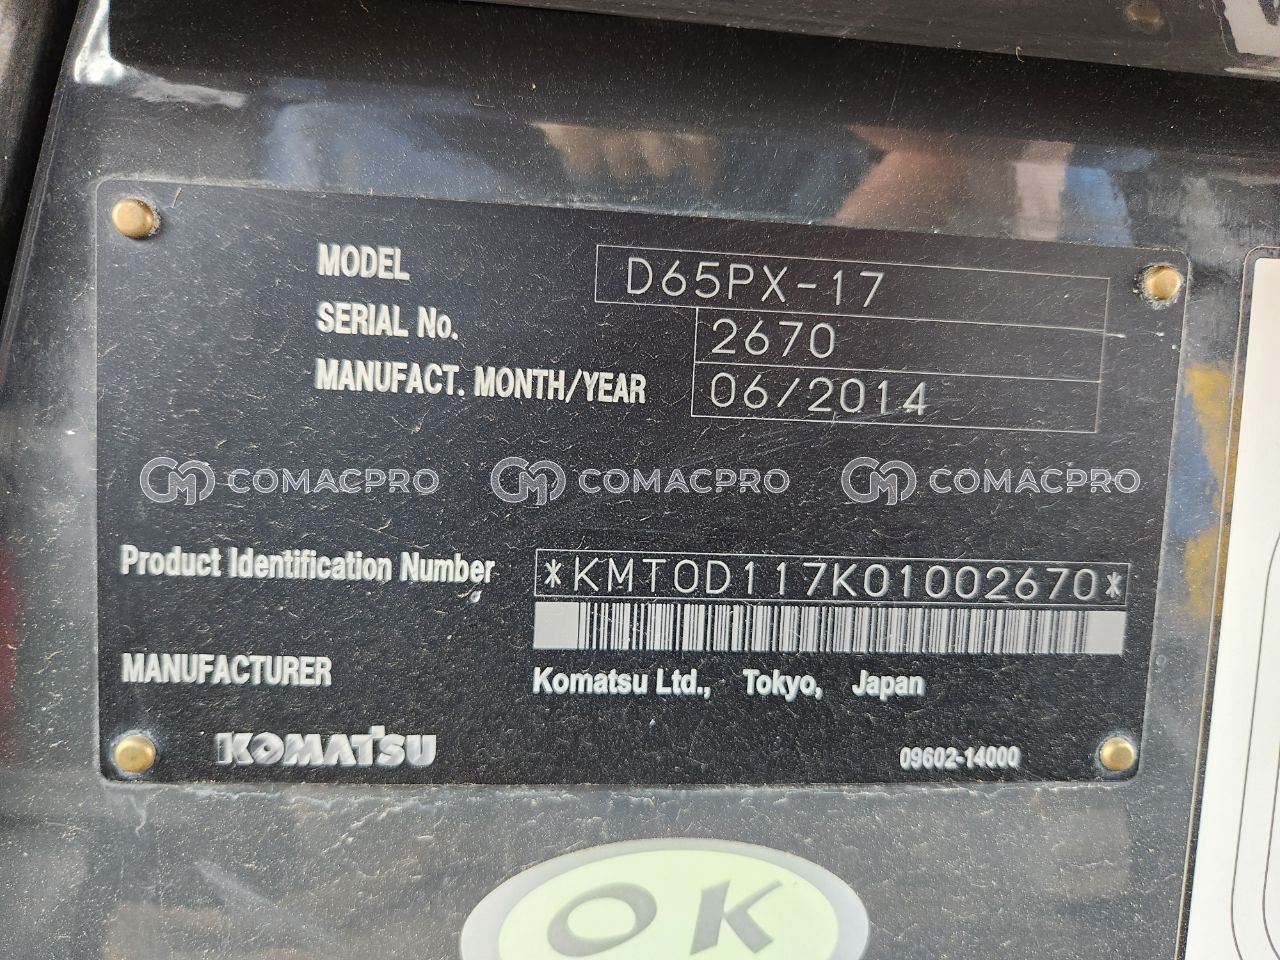 MODEL D65PX-17
SERIAL No. 2670
MANUFACT. MONTH/YEAR 06/2014
COMACPRO COMACPRO COMACPRO
Product Identification Number *KMT0D117K01002670*
MANUFACTURER Komatsu Ltd., Tokyo, Japan
KOMATSU 09602-14000
OK